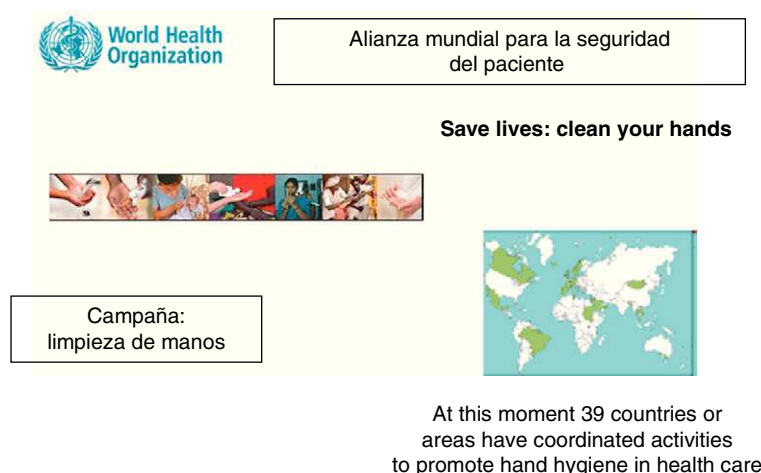 World Health
Organization
Alianza mundial para la seguridad
del paciente
Save lives: clean your hands
Campaña:
limpieza de manos
At this moment 39 countries or
areas have coordinated activities
to promote hand hygiene in health care